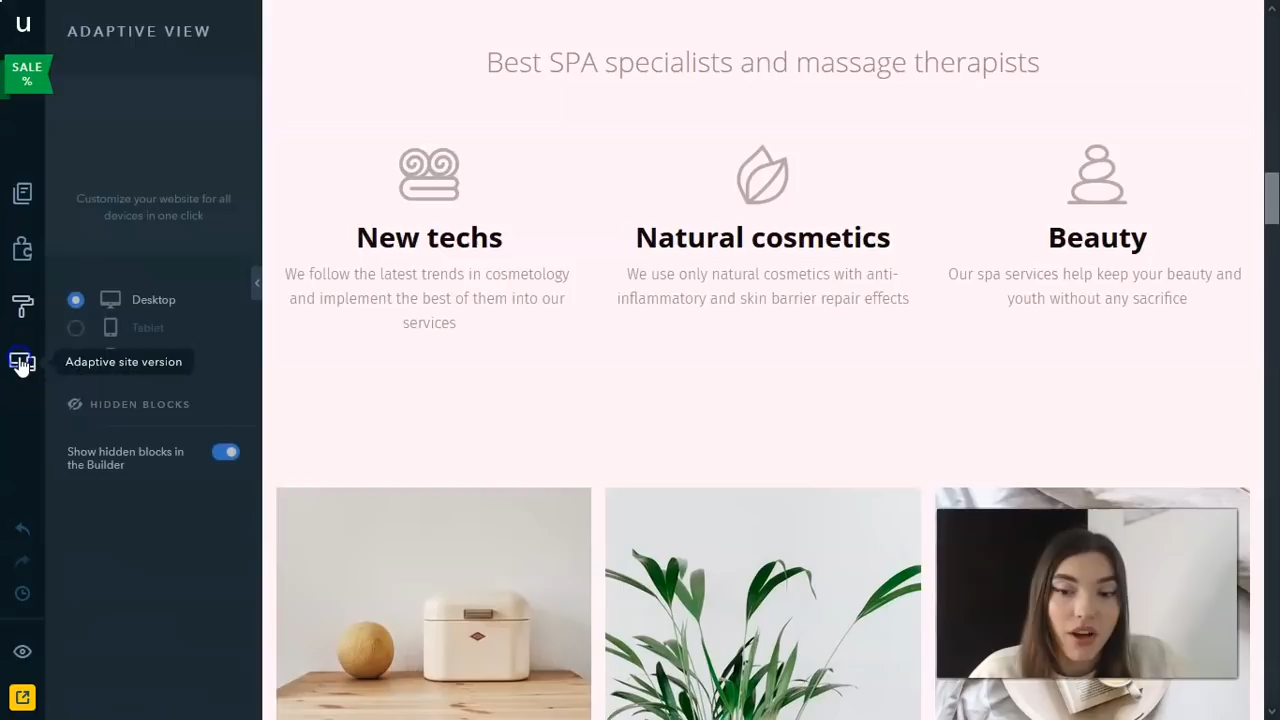 u
ADAPTIVE VIEW
SALE
%
Customize your website for all
devices in one click
Desktop
Tablet
Adaptive site version
HIDDEN BLOCKS
Show hidden blocks in
the Builder
Best SPA specialists and massage therapists
New techs
We follow the latest trends in cosmetology
and implement the best of them into our
services
Natural cosmetics
We use only natural cosmetics with anti-
inflammatory and skin barrier repair effects
Beauty
Our spa services help keep your beauty and
youth without any sacrifice